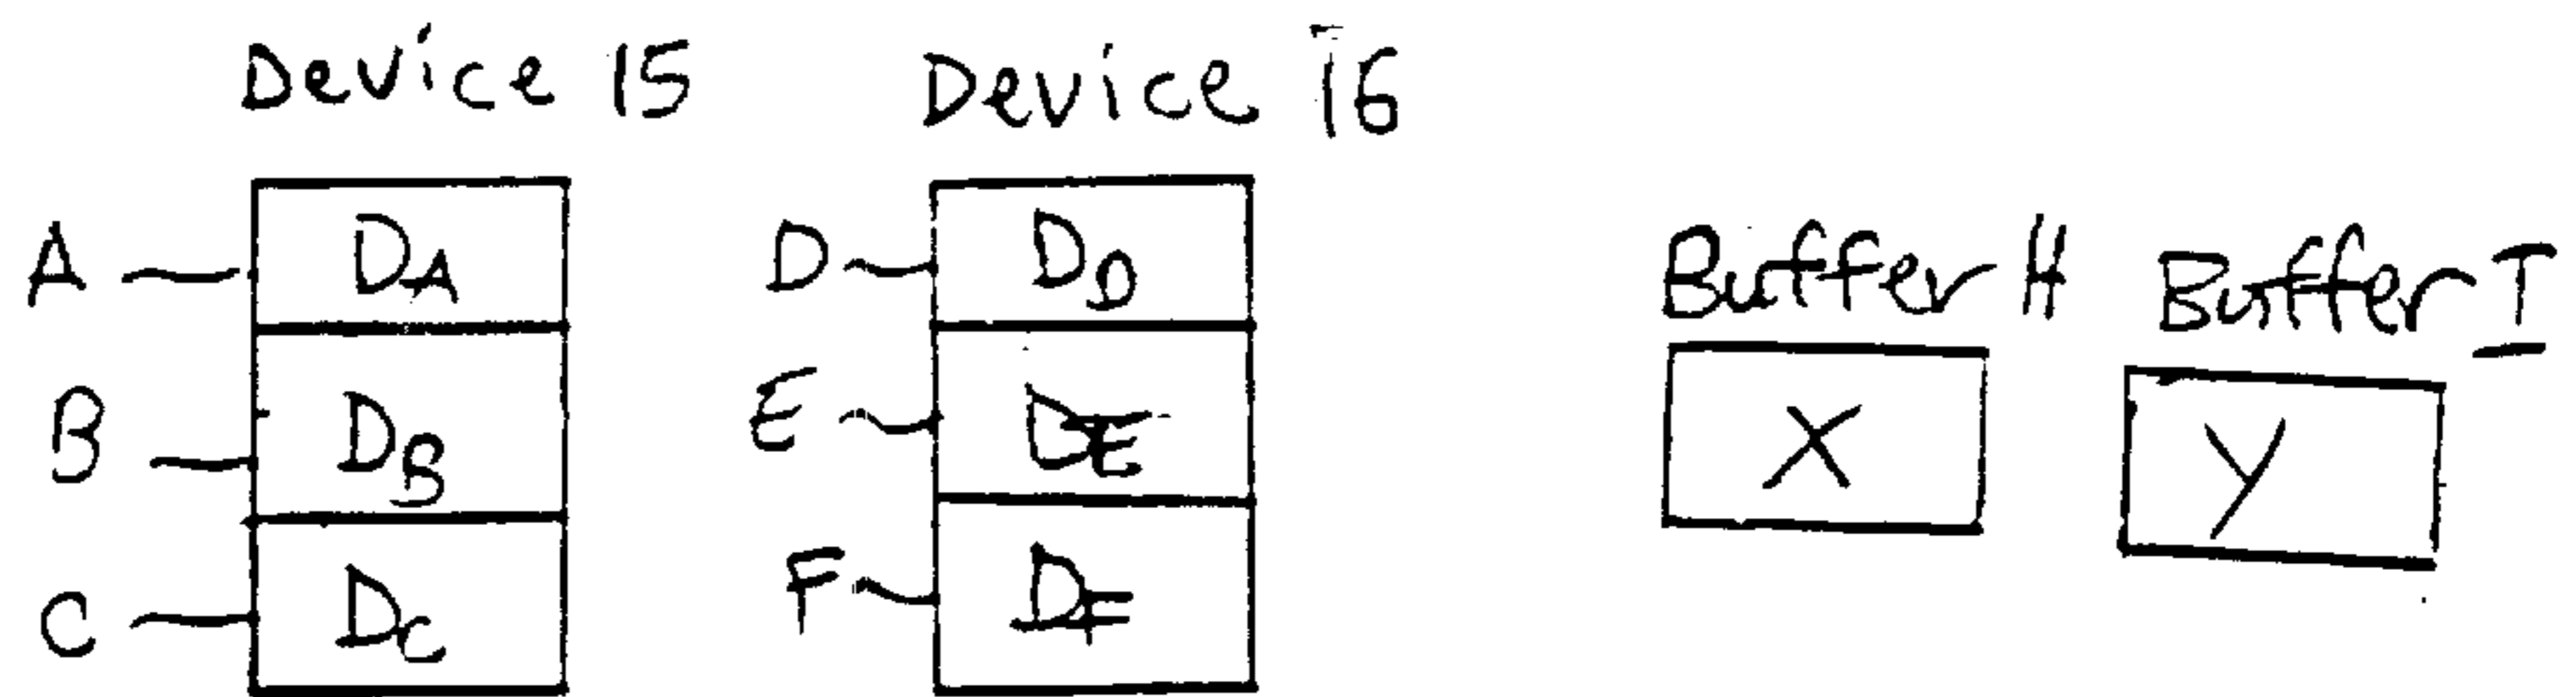 Device 15 Device 16
Buffer H Buffer I
A D_A D D_D
B D_B E D_E X Y
C D_C F D_F